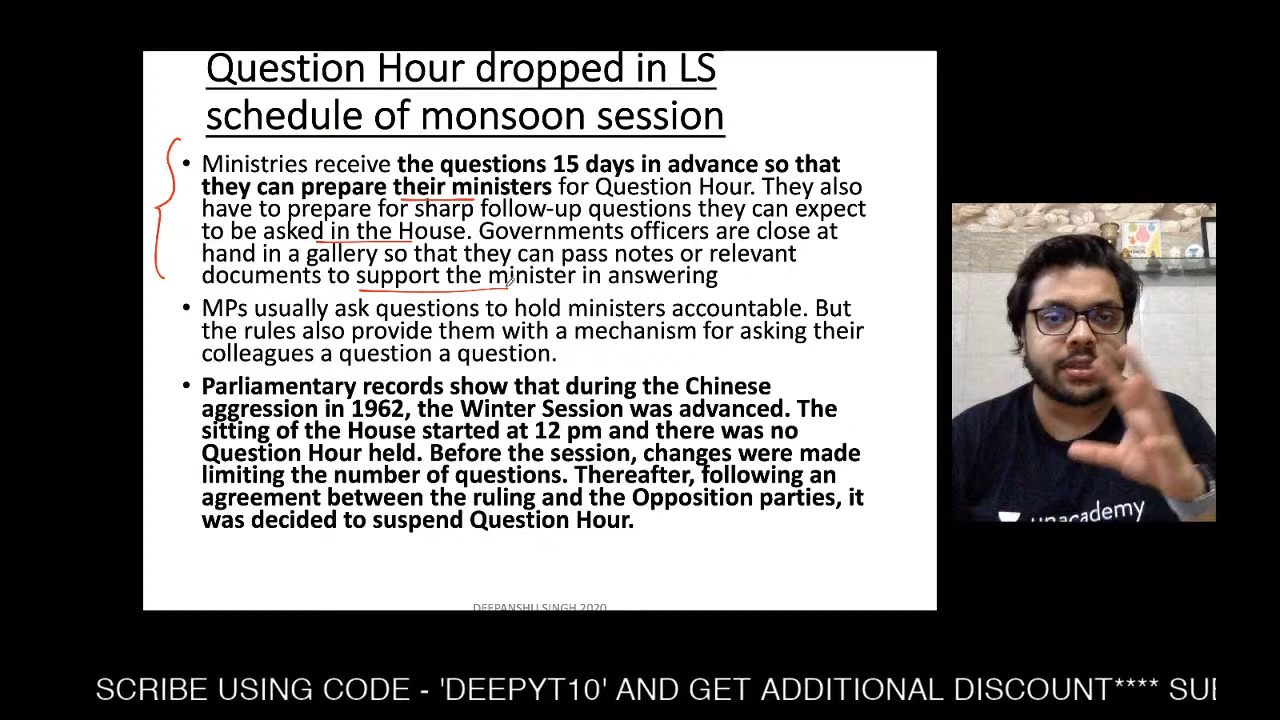 Question Hour dropped in LS
schedule of monsoon session
• Ministries receive the questions 15 days in advance so that
they can prepare their ministers for Question Hour. They also
have to prepare for sharp follow-up questions they can expect
to be asked in the House. Governments officers are close at
hand in a gallery so that they can pass notes or relevant
documents to support the minister in answering
• MPs usually ask questions to hold ministers accountable. But
the rules also provide them with a mechanism for asking their
colleagues a question a question.
• Parliamentary records show that during the Chinese
aggression in 1962, the Winter Session was advanced. The
sitting of the House started at 12 pm and there was no
Question Hour held. Before the session, changes were made
limiting the number of questions. Thereafter, following an
agreement between the ruling and the Opposition parties, it
was decided to suspend Question Hour.
DEEPANSHU SINGH 2020
unacademy
SCRIBE USING CODE - 'DEEPYT10' AND GET ADDITIONAL DISCOUNT**** SUB